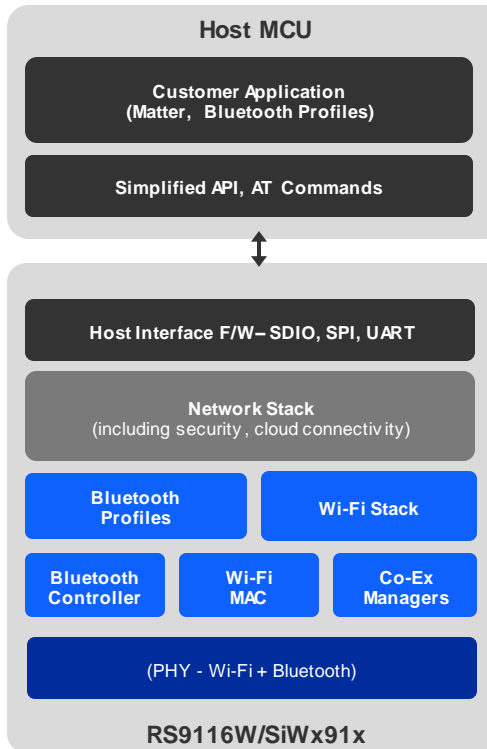 Host MCU
Customer Application
(Matter, Bluetooth Profiles)
Simplified API, AT Commands
Host Interface F/W– SDIO, SPI, UART
Network Stack
(including security, cloud connectivity)
Bluetooth
Profiles
Wi-Fi Stack
Bluetooth
Controller
Wi-Fi
MAC
Co-Ex
Managers
(PHY - Wi-Fi + Bluetooth)
RS9116W/SiWx91x